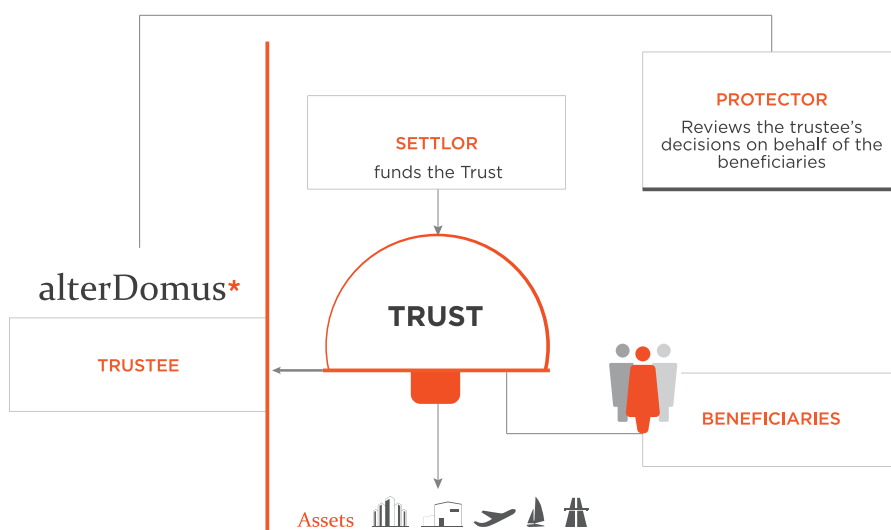 PROTECTOR
Reviews the trustee's
decisions on behalf of the
beneficiaries
SETTLOR
funds the Trust
alterDomus*
TRUST
TRUSTEE
BENEFICIARIES
Assets